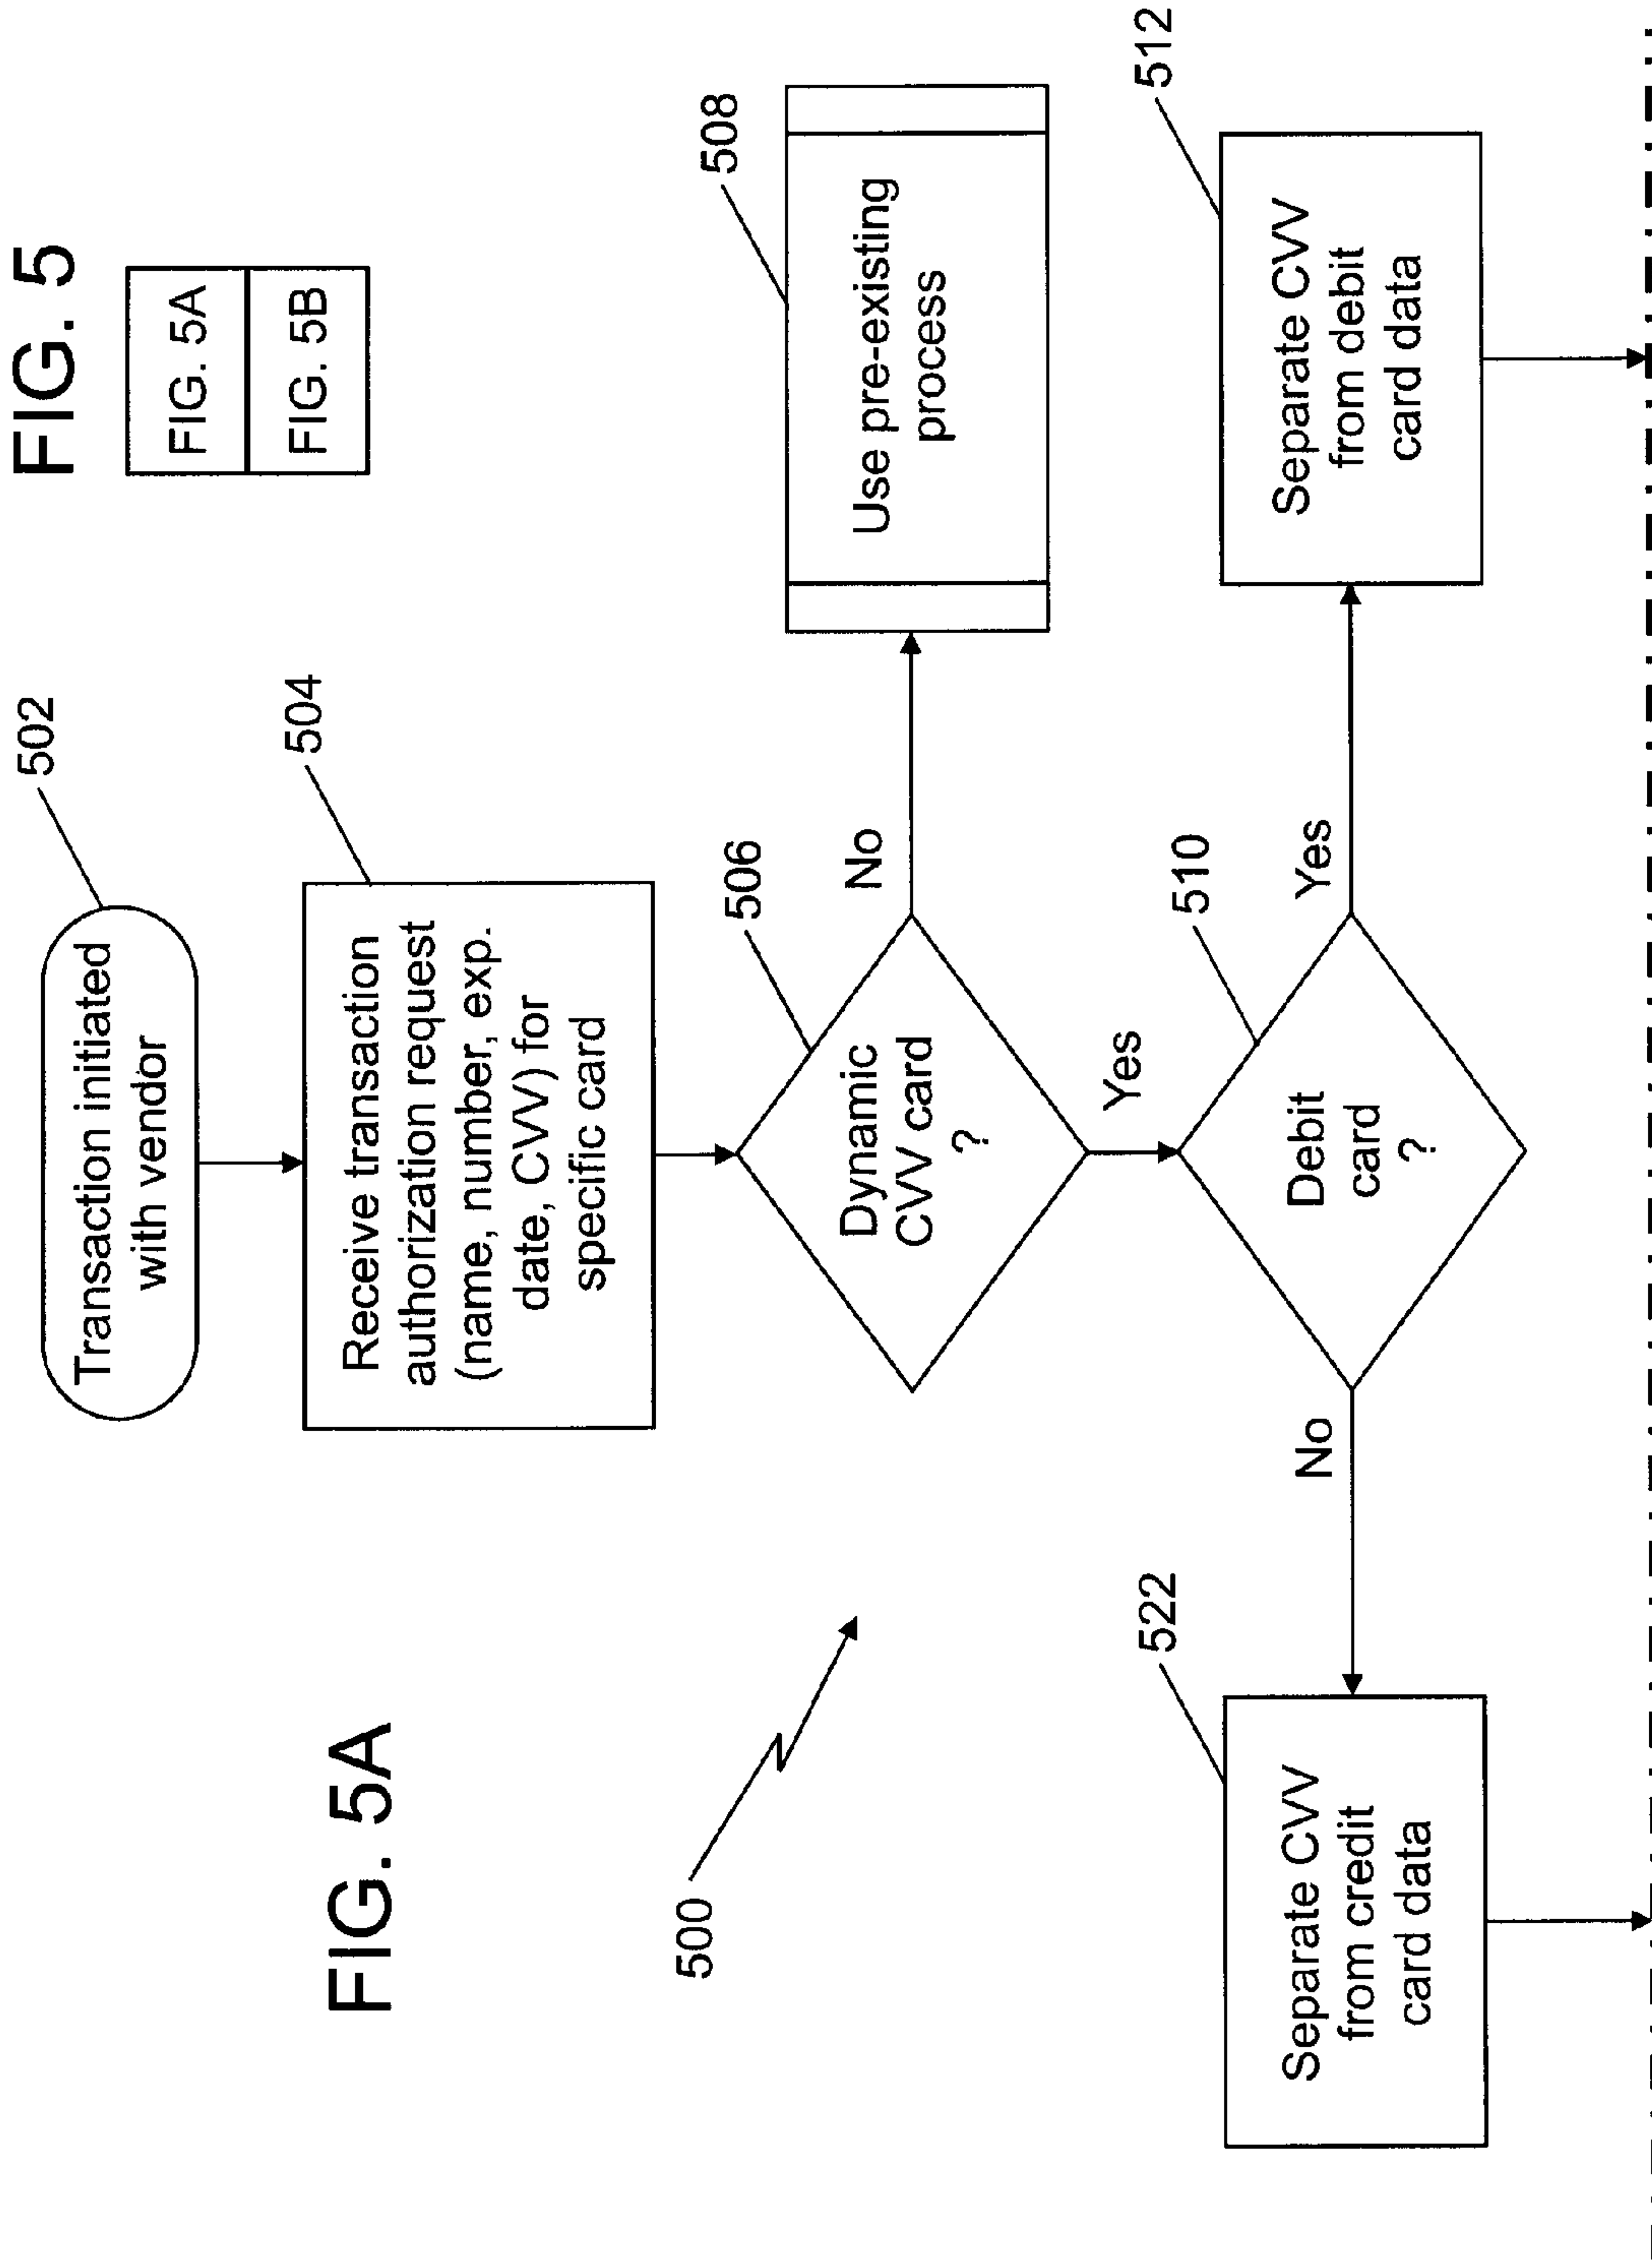 FIG. 5
FIG. 5A
FIG. 5B
FIG. 5A
500
502
Transaction initiated
with vendor
504
Receive transaction
authorization request
(name, number, exp.
date, CVV) for
specific card
506
Dynamic
CVV card
?
No
508
Use pre-existing
process
Yes
510
Debit
card
?
Yes
512
Separate CVV
from debit
card data
No
522
Separate CVV
from credit
card data